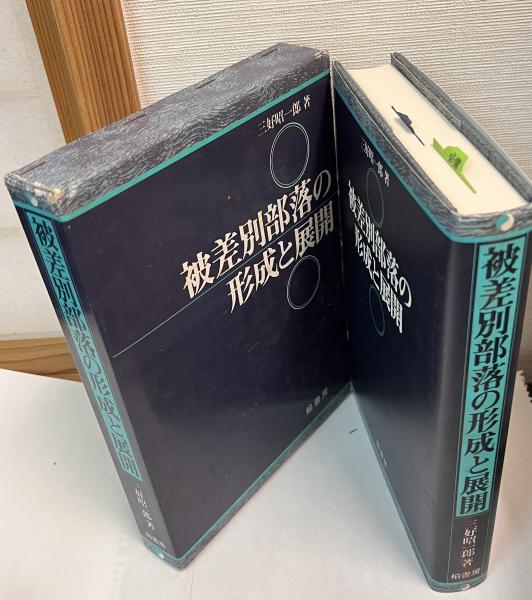 三好昭一郎著
被差別部落の
形成と展開
柏書房
被差別部落の形成と展開
三好昭一郎著
柏書房
三好昭一郎著
被差別部落の
形成と展開
被差別部落の形成と展開
三好昭一郎著
柏書房